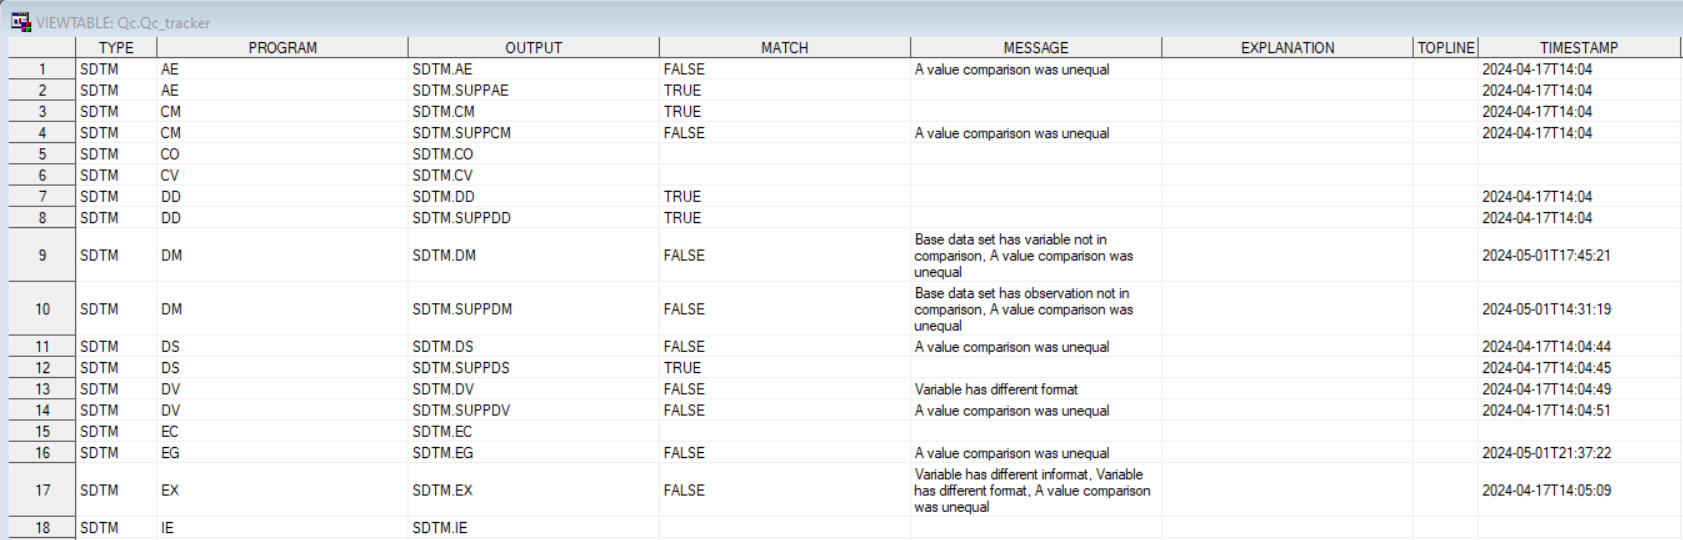 VIEWTABLE: Qc.Qc_tracker
TYPE PROGRAM OUTPUT MATCH MESSAGE EXPLANATION TOPLINE TIMESTAMP
1 SDTM AE SDTM.AE FALSE A value comparison was unequal 2024-04-17T14:04
2 SDTM AE SDTM.SUPPAE TRUE 2024-04-17T14:04
3 SDTM CM SDTM.CM TRUE 2024-04-17T14:04
4 SDTM CM SDTM.SUPPCM FALSE A value comparison was unequal 2024-04-17T14:04
5 SDTM CO SDTM.CO
6 SDTM CV SDTM.CV
7 SDTM DD SDTM.DD TRUE 2024-04-17T14:04
8 SDTM DD SDTM.SUPPDD TRUE 2024-04-17T14:04
Base data set has variable not in
9 SDTM DM SDTM.DM FALSE comparison, A value comparison was 2024-05-01T17:45:21
unequal
Base data set has observation not in
10 SDTM DM SDTM.SUPPDM FALSE comparison, A value comparison was 2024-05-01T14:31:19
unequal
11 SDTM DS SDTM.DS FALSE A value comparison was unequal 2024-04-17T14:04:44
12 SDTM DS SDTM.SUPPDS TRUE 2024-04-17T14:04:45
13 SDTM DV SDTM.DV FALSE Variable has different format 2024-04-17T14:04:49
14 SDTM DV SDTM.SUPPDV FALSE A value comparison was unequal 2024-04-17T14:04:51
15 SDTM EC SDTM.EC
16 SDTM EG SDTM.EG FALSE A value comparison was unequal 2024-05-01T21:37:22
Variable has different informat, Variable
17 SDTM EX SDTM.EX FALSE has different format, A value comparison 2024-04-17T14:05:09
was unequal
18 SDTM IE SDTM.IE